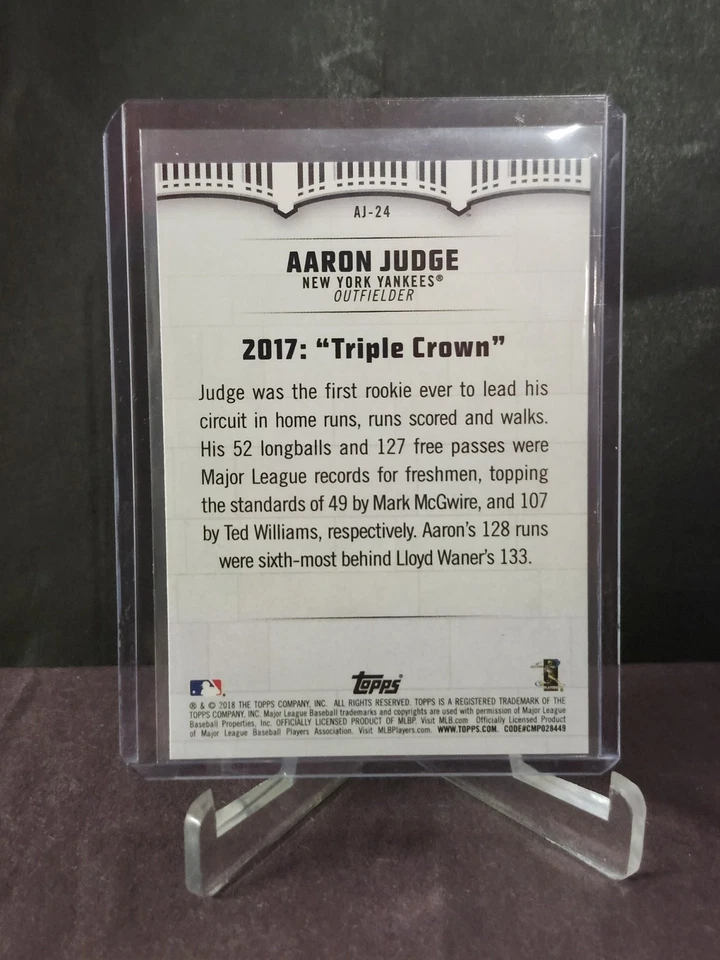 AJ-24
AARON JUDGE
NEW YORK YANKEES®
OUTFIELDER
2017: “Triple Crown”
Judge was the first rookie ever to lead his
circuit in home runs, runs scored and walks.
His 52 longballs and 127 free passes were
Major League records for freshmen, topping
the standards of 49 by Mark McGwire, and 107
by Ted Williams, respectively. Aaron's 128 runs
were sixth-most behind Lloyd Waner's 133.
topps
® & © 2018 THE TOPPS COMPANY, INC. ALL RIGHTS RESERVED. TOPPS IS A REGISTERED TRADEMARK OF THE
TOPPS COMPANY, INC. Major League Baseball trademarks and copyrights are used with permission of Major League
Baseball Properties, Inc. OFFICIALLY LICENSED PRODUCT OF MLBP. Visit MLB.com Officially Licensed Product
of Major League Baseball Players Association. Visit MLBPlayers.com. WWW.TOPPS.COM. CODE#CMP028449